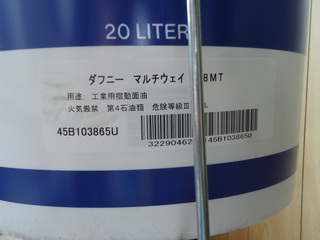 20 LITER
ダフニー マルチウェイ 8MT
用途: 工業用摺動面油
火気厳禁 第4石油類 危険等級Ⅲ L
45B103865U
32290462 45B103865U